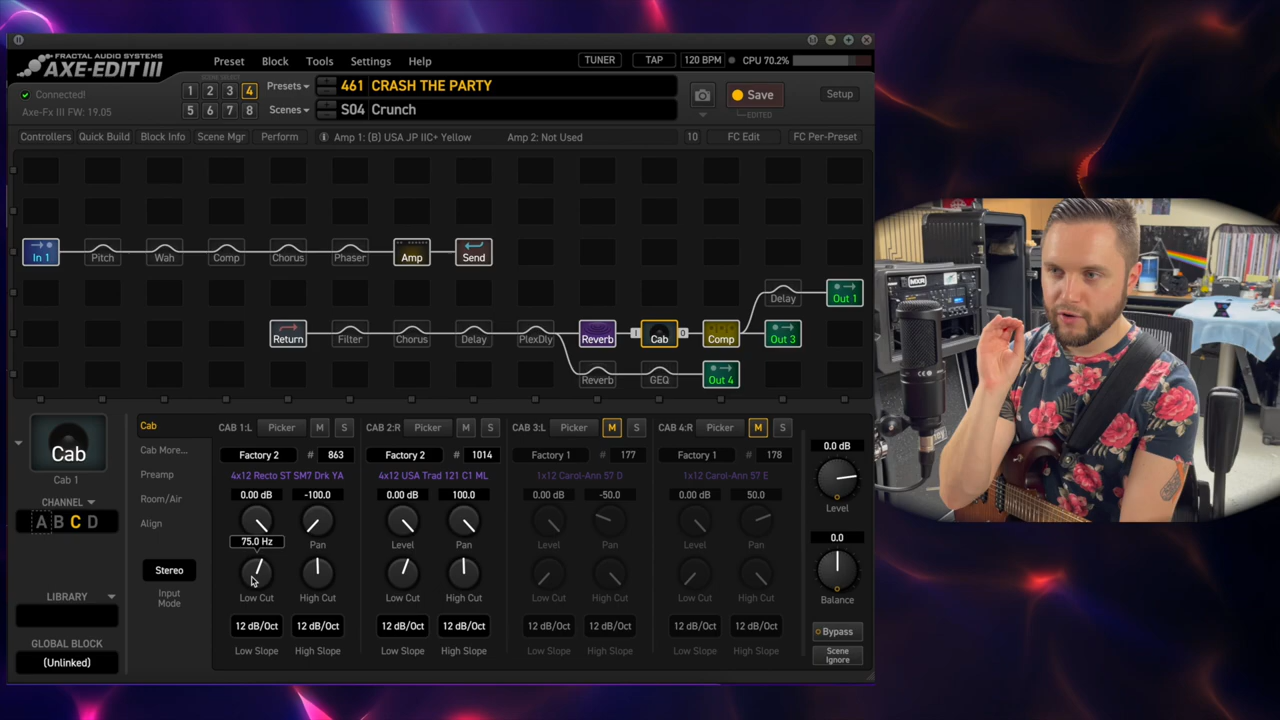 FRACTAL AUDIO SYSTEMS
AXE-EDIT III
Connected!
Axe-Fx III FW: 19.05
Preset Block Tools Settings Help
TUNER TAP 120 BPM CPU 70.2%
SCENE SELECT
1 2 3 4
5 6 7 8
Presets 461 CRASH THE PARTY
Scenes S04 Crunch
Save
EDITED
Setup
Controllers Quick Build Block Info Scene Mgr Perform Amp 1: (B) USA JP IIC+ Yellow Amp 2: Not Used 10 FC Edit FC Per-Preset
In 1 Pitch Wah Comp Chorus Phaser Amp Send
Delay Out 1
Return Filter Chorus Delay PlexDly Reverb Cab Comp Out 3
Reverb GEQ Out 4
Cab
Cab 1
CHANNEL
A B C D
LIBRARY
GLOBAL BLOCK
(Unlinked)
Cab
Cab More...
Preamp
Room/Air
Align
Stereo
Input
Mode
CAB 1:L Picker M S CAB 2:R Picker M S CAB 3:L Picker M S CAB 4:R Picker M S
Factory 2 # 863 Factory 2 # 1014 Factory 1 # 177 Factory 1 # 178
4x12 Recto ST SM7 Drk YA 4x12 USA Trad 121 C1 ML 1x12 Carol-Ann 57 D 1x12 Carol-Ann 57 E
0.00 dB -100.0 0.00 dB 100.0 0.00 dB -50.0 0.00 dB 50.0
75.0 Hz Pan Level Pan Level Pan Level Pan
Low Cut High Cut Low Cut High Cut Low Cut High Cut Low Cut High Cut
12 dB/Oct 12 dB/Oct 12 dB/Oct 12 dB/Oct 12 dB/Oct 12 dB/Oct 12 dB/Oct 12 dB/Oct
Low Slope High Slope Low Slope High Slope Low Slope High Slope Low Slope High Slope
0.0 dB
Level
0.0
Balance
Bypass
Scene
Ignore
MXR